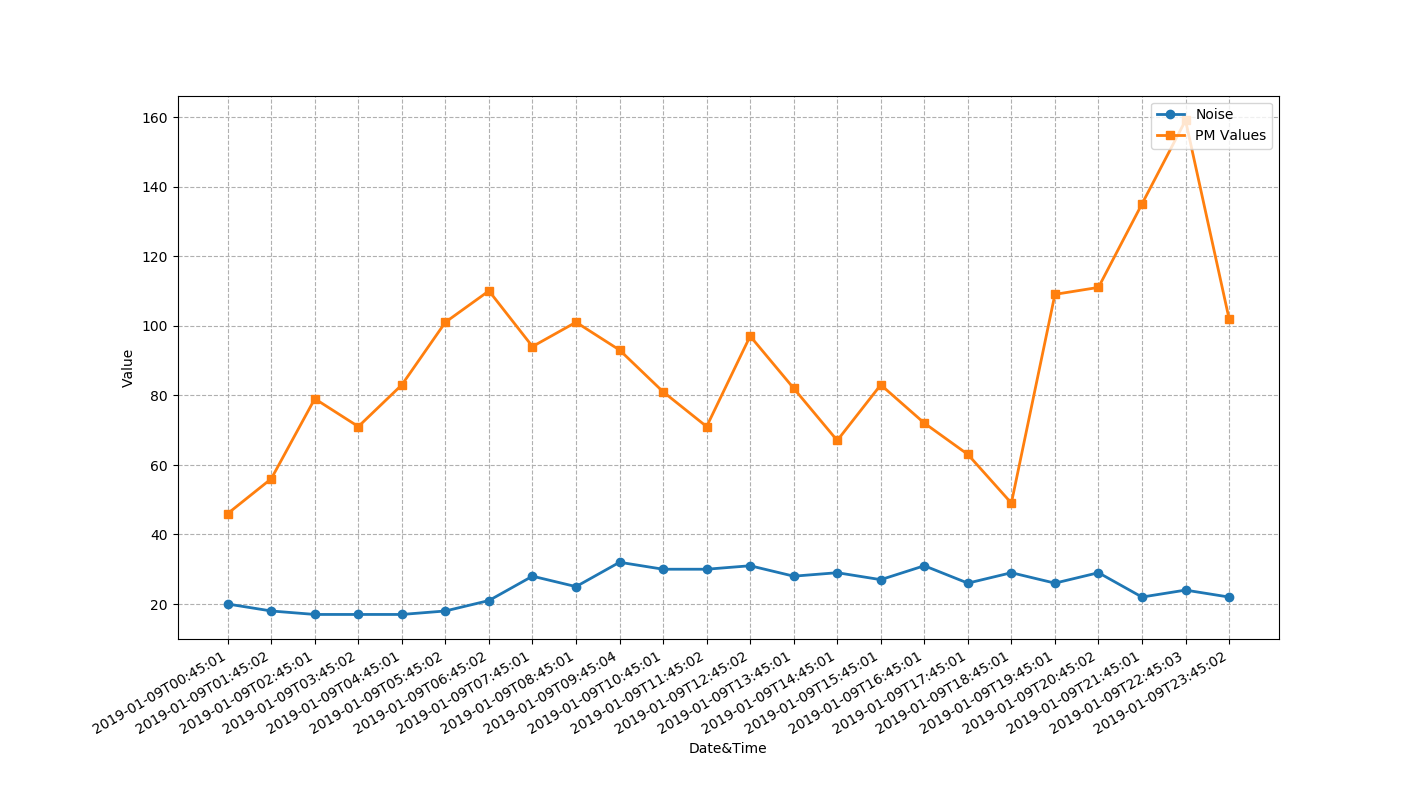 Noise
PM Values
160
140
120
100
80
60
40
20
Value
2019-01-09T00:45:01
2019-01-09T01:45:02
2019-01-09T02:45:01
2019-01-09T03:45:02
2019-01-09T04:45:01
2019-01-09T05:45:02
2019-01-09T06:45:02
2019-01-09T07:45:01
2019-01-09T08:45:01
2019-01-09T09:45:04
2019-01-09T10:45:01
2019-01-09T11:45:02
2019-01-09T12:45:02
2019-01-09T13:45:01
2019-01-09T14:45:01
2019-01-09T15:45:01
2019-01-09T16:45:01
2019-01-09T17:45:01
2019-01-09T18:45:01
2019-01-09T19:45:01
2019-01-09T20:45:02
2019-01-09T21:45:01
2019-01-09T22:45:03
2019-01-09T23:45:02
Date&Time